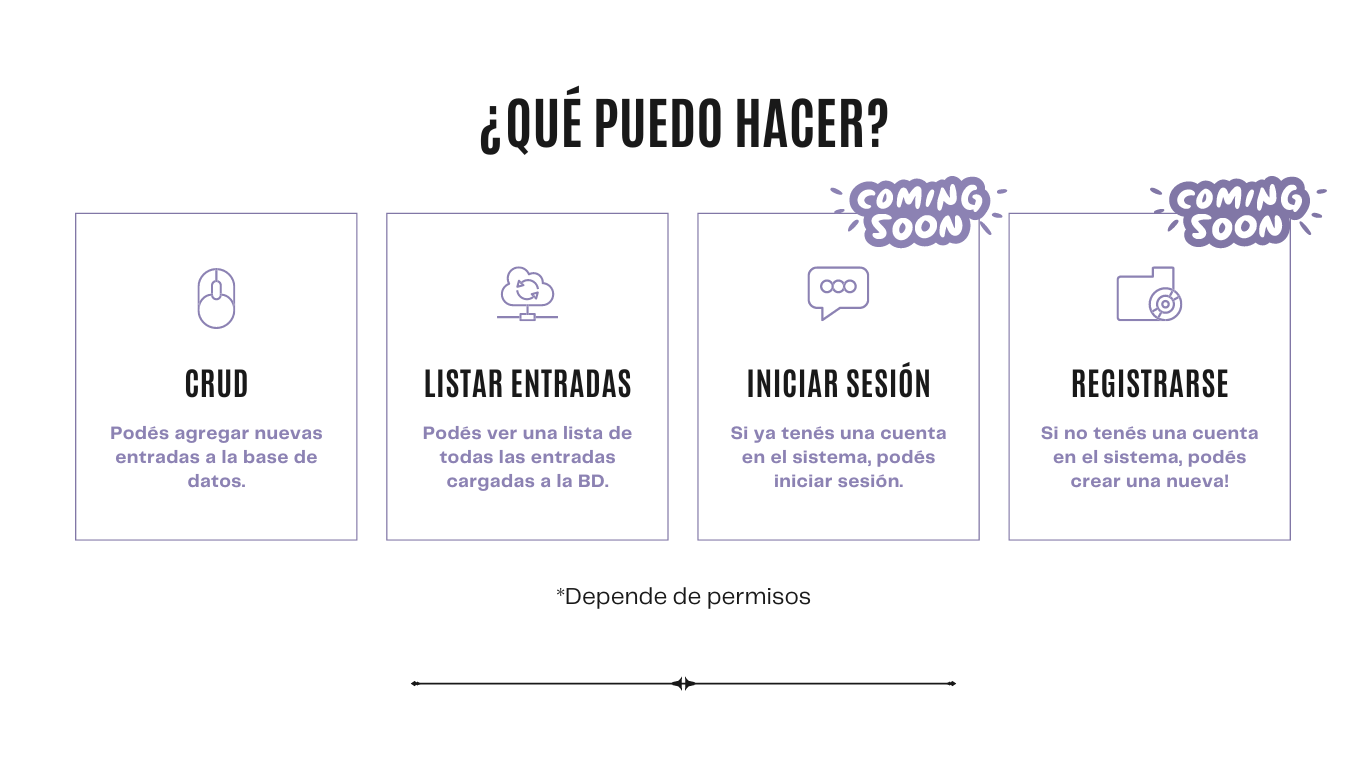 ¿QUÉ PUEDO HACER?
CRUD
Podés agregar nuevas
entradas a la base de
datos.
LISTAR ENTRADAS
Podés ver una lista de
todas las entradas
cargadas a la BD.
COMING
SOON
INICIAR SESIÓN
Si ya tenés una cuenta
en el sistema, podés
iniciar sesión.
COMING
SOON
REGISTRARSE
Si no tenés una cuenta
en el sistema, podés
crear una nueva!
*Depende de permisos